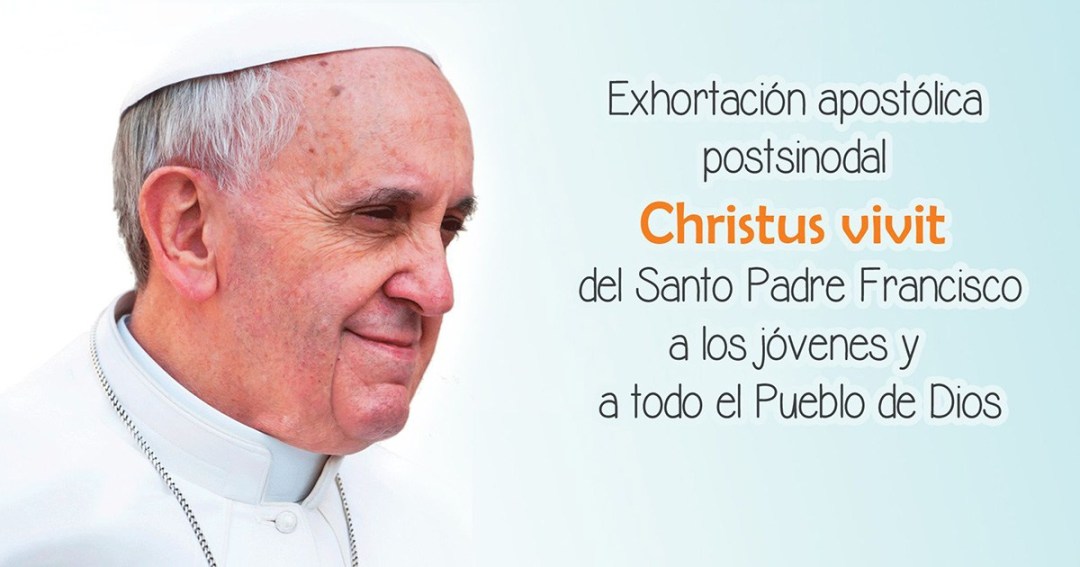 Exhortación apostólica
postsinodal
Christus vivit
del Santo Padre Francisco
a los jóvenes y
a todo el Pueblo de Dios